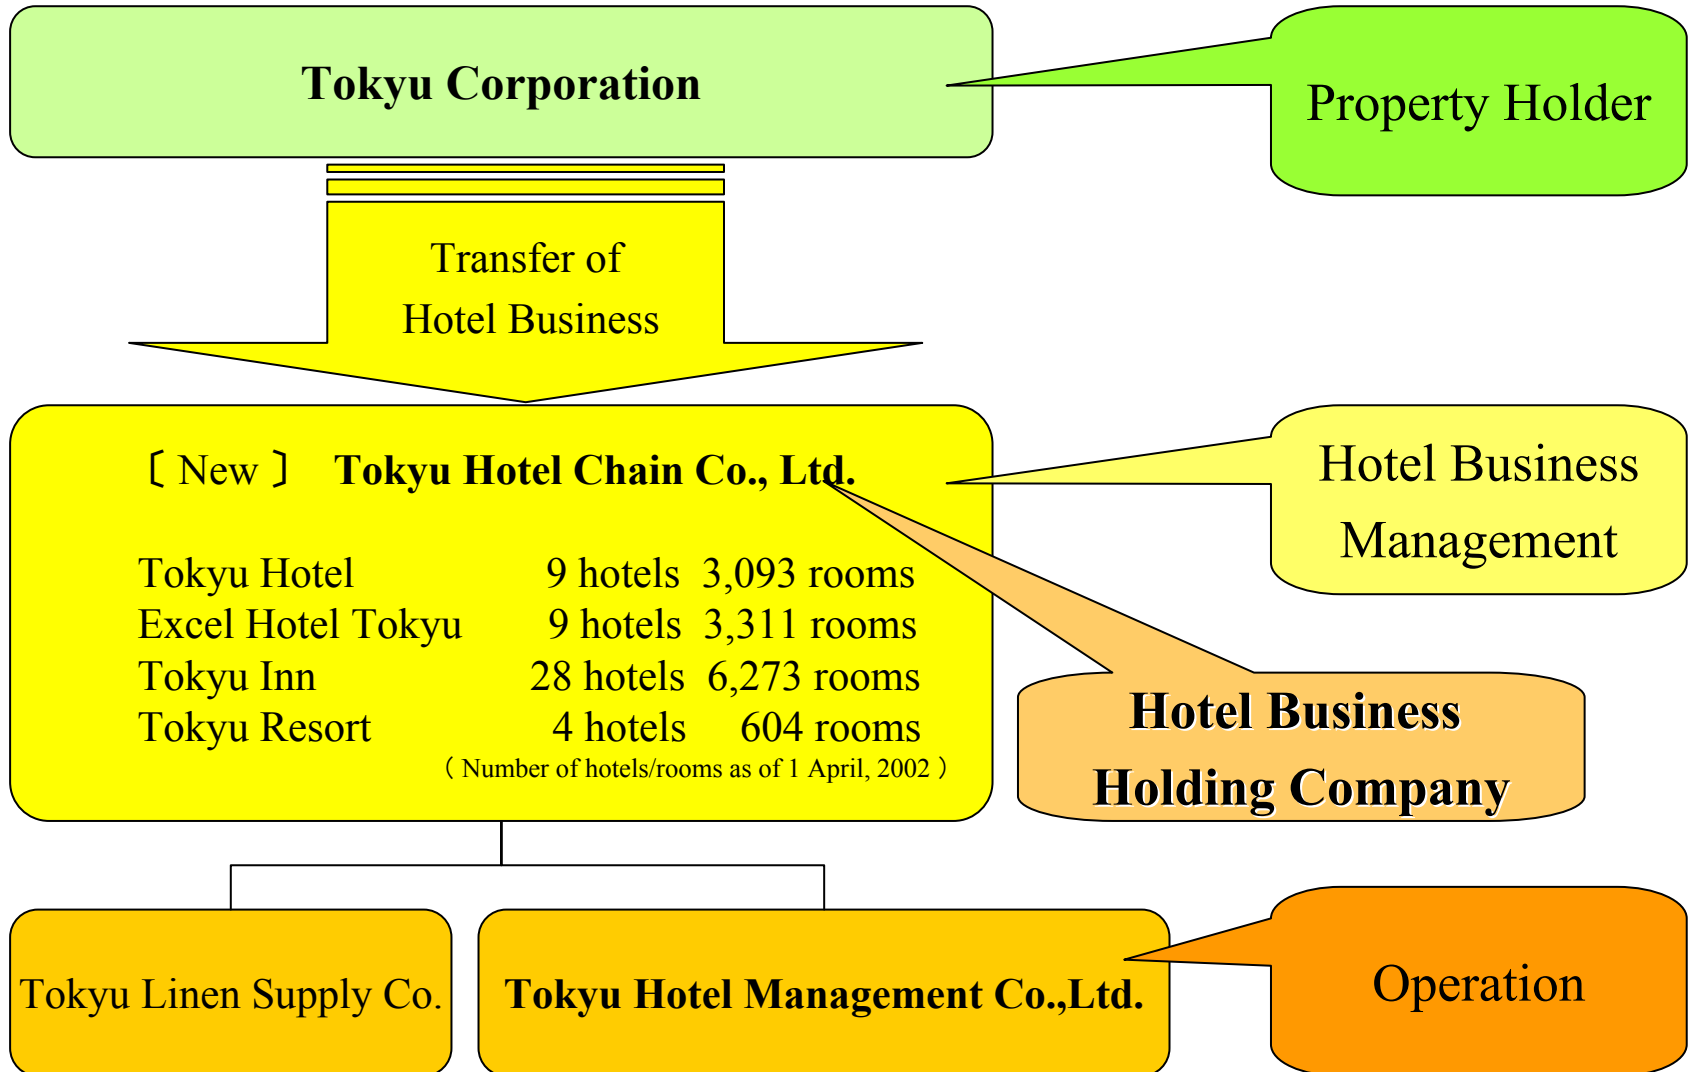 Tokyu Corporation
Property Holder
Transfer of
Hotel Business
〔 New 〕 Tokyu Hotel Chain Co., Ltd.
Hotel Business
Management
Tokyu Hotel 9 hotels 3,093 rooms
Excel Hotel Tokyu 9 hotels 3,311 rooms
Tokyu Inn 28 hotels 6,273 rooms
Tokyu Resort 4 hotels 604 rooms
（ Number of hotels/rooms as of 1 April, 2002 ）
Hotel Business
Holding Company
Tokyu Linen Supply Co.
Tokyu Hotel Management Co.,Ltd.
Operation